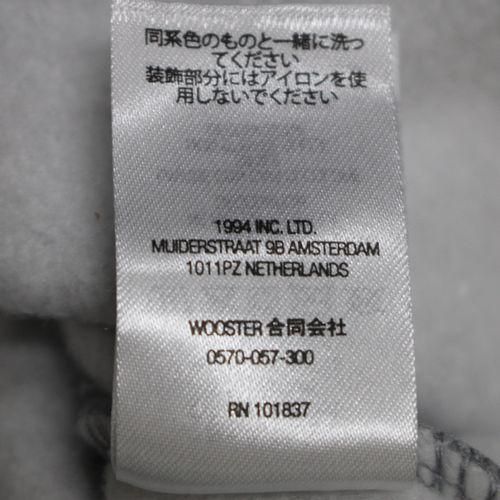 同系色のものと一緒に洗っ
てください
装飾部分にはアイロンを使
用しないでください
1994 INC. LTD.
MUIDERSTRAAT 9B AMSTERDAM
1011PZ NETHERLANDS
WOOSTER 合同会社
0570-057-300
RN 101837